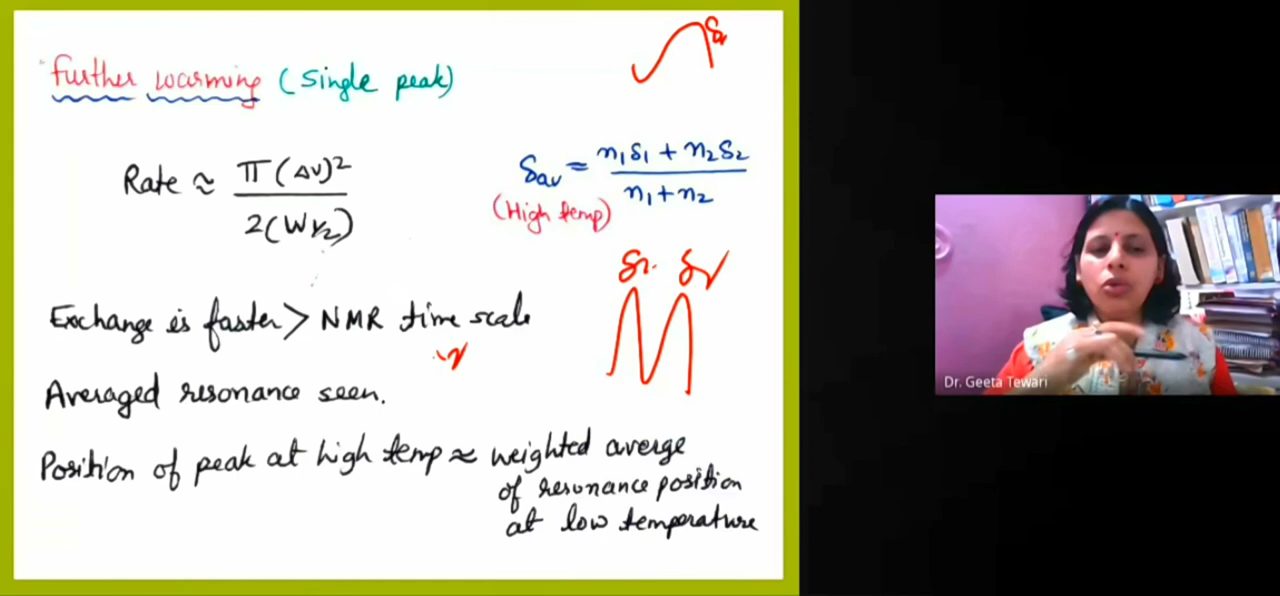 Further warming (Single peak)
Rate ≈ π(Δν)² / 2(W½)
δav = n₁δ₁ + n₂δ₂ / n₁ + n₂
(High temp)
δ₁ δ₂
Exchange is faster > NMR time scale
Averaged resonance seen.
Position of peak at high temp ≈ weighted averge
of resonance position
at low temperature
Dr. Geeta Tewari